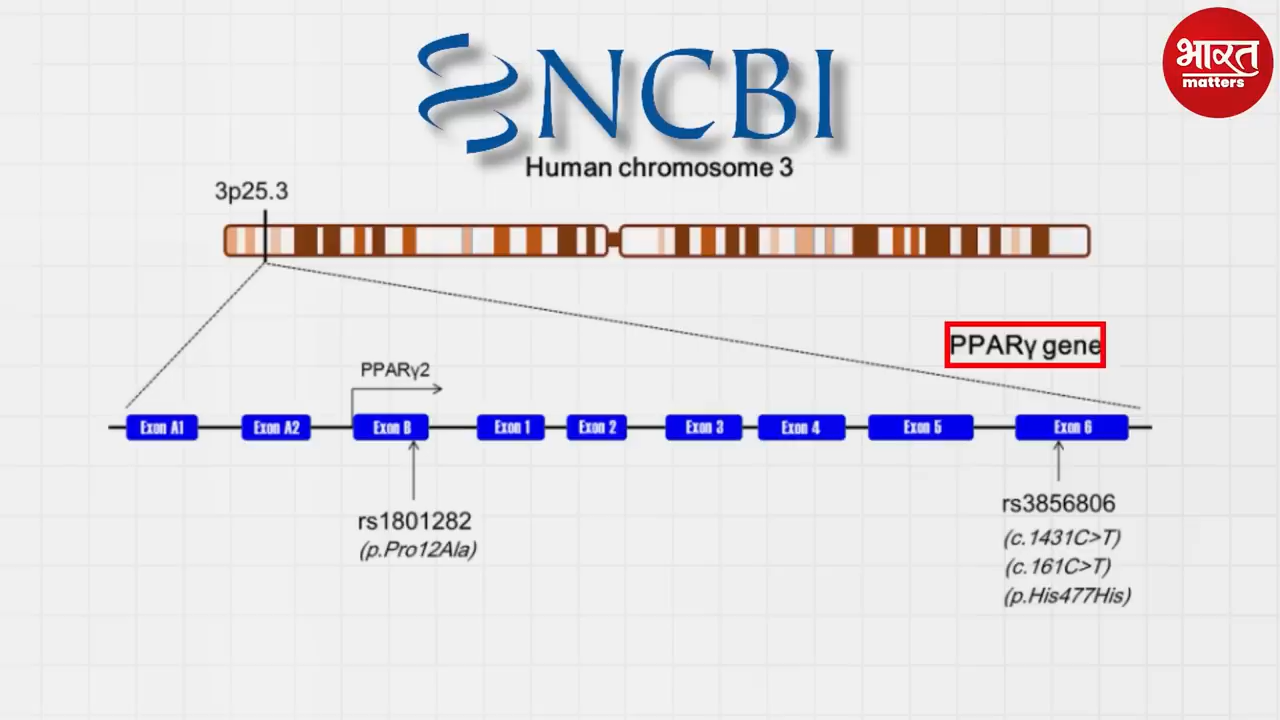 NCBI
भारत
matters
Human chromosome 3
3p25.3
PPARγ gene
PPARγ2
Exon A1
Exon A2
Exon B
Exon 1
Exon 2
Exon 3
Exon 4
Exon 5
Exon 6
rs1801282
(p.Pro12Ala)
rs3856806
(c.1431C>T)
(c.161C>T)
(p.His477His)